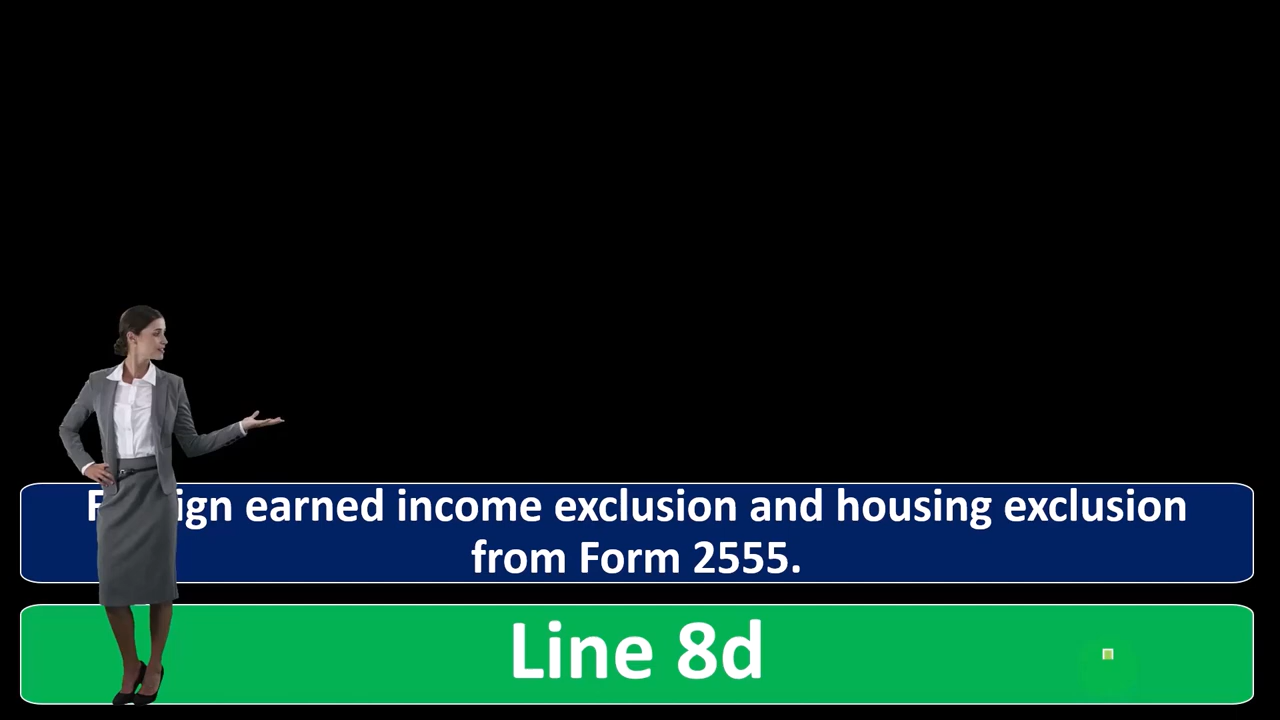 earned income exclusion and housing exclusion
from Form 2555.
Line 8d